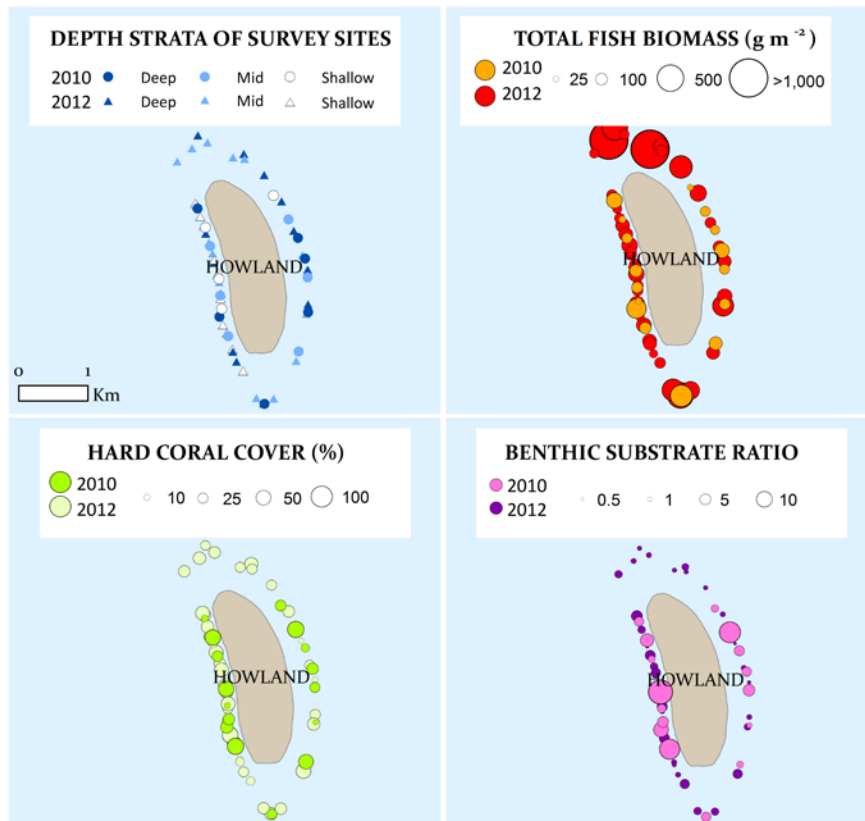 DEPTH STRATA OF SURVEY SITES
2010 Deep Mid Shallow
2012 Deep Mid Shallow
HOWLAND
0 1
Km
TOTAL FISH BIOMASS (g m -2)
2010
2012
25 100 500 >1,000
HOWLAND
HARD CORAL COVER (%)
2010
2012
10 25 50 100
HOWLAND
BENTHIC SUBSTRATE RATIO
2010
2012
0.5 1 5 10
HOWLAND